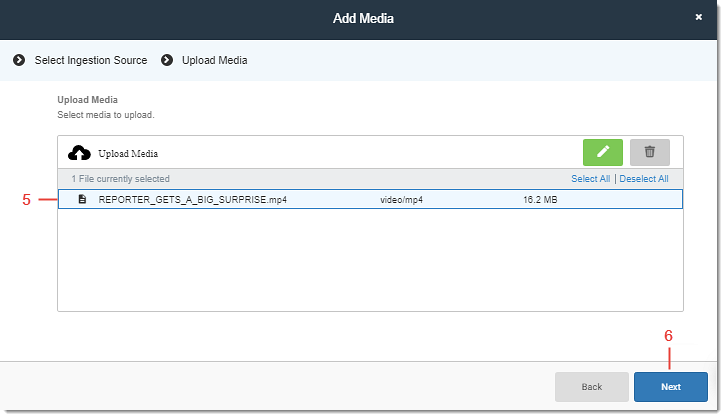 Add Media
×
Select Ingestion Source Upload Media
Upload Media
Select media to upload.
Upload Media
1 File currently selected Select All | Deselect All
5 REPORTER_GETS_A_BIG_SURPRISE.mp4 video/mp4 16.2 MB
6
Back Next